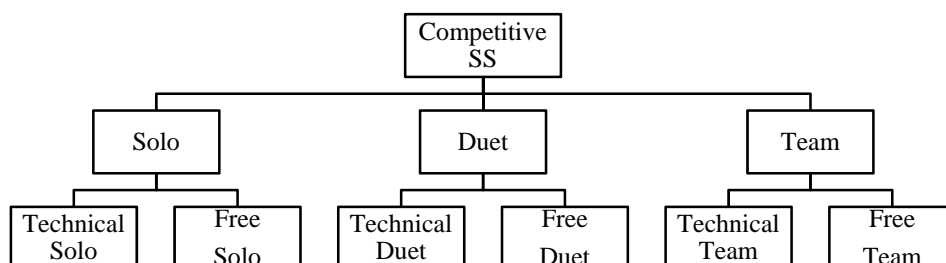 Competitive
SS
Solo
Duet
Team
Technical
Solo
Free
Solo
Technical
Duet
Free
Duet
Technical
Team
Free
Team